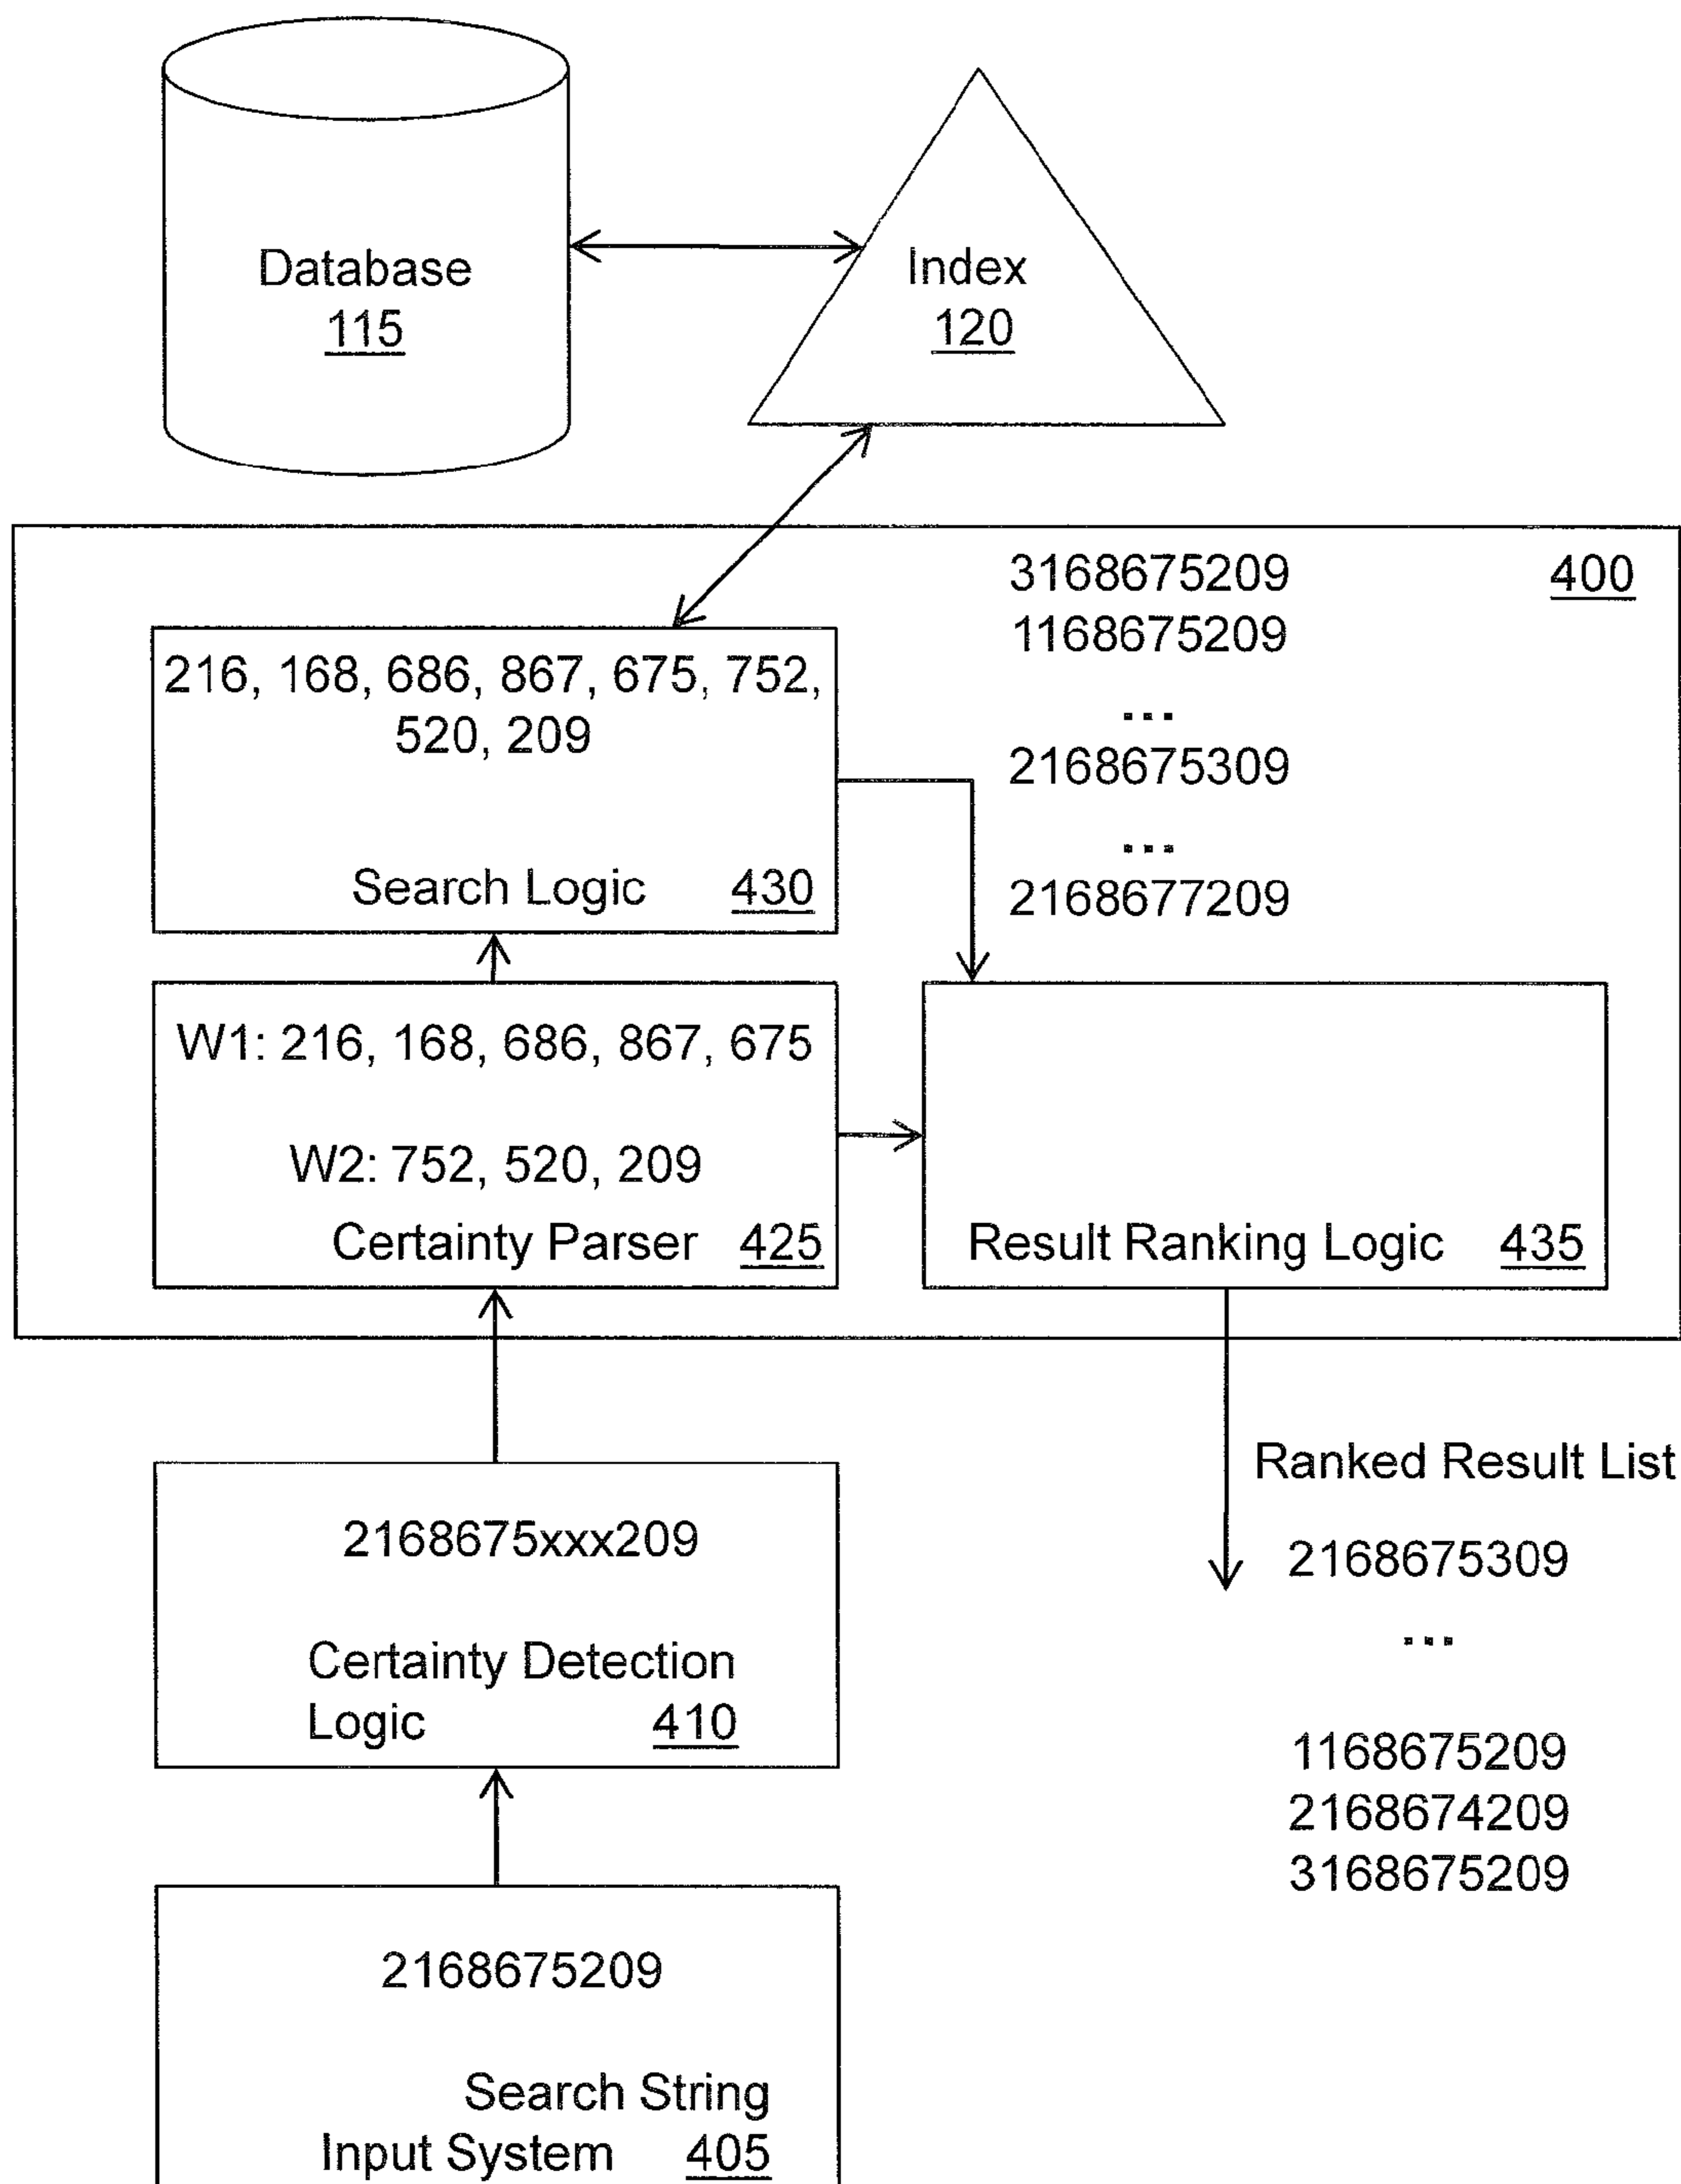 Database
115
Index
120
400
3168675209
1168675209
...
2168675309
...
2168677209
216, 168, 686, 867, 675, 752,
520, 209
Search Logic 430
W1: 216, 168, 686, 867, 675
W2: 752, 520, 209
Certainty Parser 425
Result Ranking Logic 435
2168675xxx209
Certainty Detection
Logic 410
Ranked Result List
2168675309
...
1168675209
2168674209
3168675209
2168675209
Search String
Input System 405